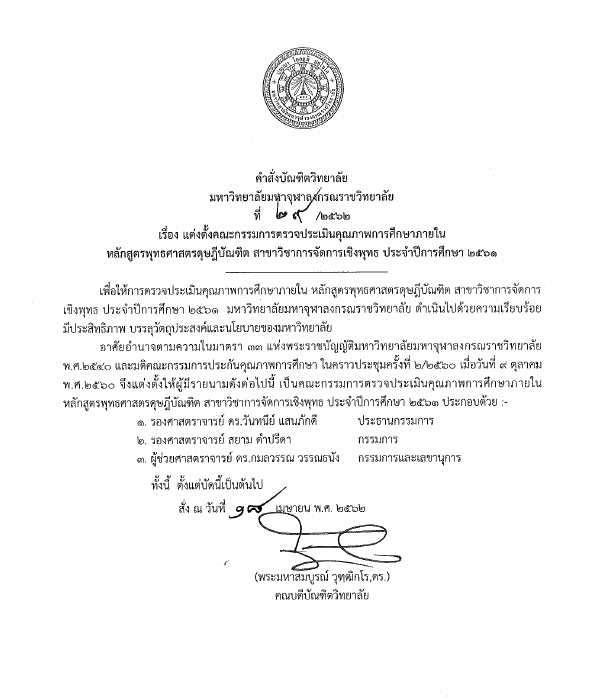 คำสั่งบัณฑิตวิทยาลัย
มหาวิทยาลัยมหาจุฬาลงกรณราชวิทยาลัย
ที่ ๒๙ /๒๕๖๒
เรื่อง แต่งตั้งคณะกรรมการตรวจประเมินคุณภาพการศึกษาภายใน
หลักสูตรพุทธศาสตรดุษฎีบัณฑิต สาขาวิชาการจัดการเชิงพุทธ ประจำปีการศึกษา ๒๕๖๑
เพื่อให้การตรวจประเมินคุณภาพการศึกษาภายใน หลักสูตรพุทธศาสตรดุษฎีบัณฑิต สาขาวิชาการจัดการ
เชิงพุทธ ประจำปีการศึกษา ๒๕๖๑ มหาวิทยาลัยมหาจุฬาลงกรณราชวิทยาลัย ดำเนินไปด้วยความเรียบร้อย
มีประสิทธิภาพ บรรลุวัตถุประสงค์และนโยบายของมหาวิทยาลัย
อาศัยอำนาจตามความในมาตรา ๓๓ แห่งพระราชบัญญัติมหาวิทยาลัยมหาจุฬาลงกรณราชวิทยาลัย
พ.ศ.๒๕๔๐ และมติคณะกรรมการประกันคุณภาพการศึกษา ในคราวประชุมครั้งที่ ๒/๒๕๖๐ เมื่อวันที่ ๙ ตุลาคม
พ.ศ.๒๕๖๐ จึงแต่งตั้งให้ผู้มีรายนามดังต่อไปนี้ เป็นคณะกรรมการตรวจประเมินคุณภาพการศึกษาภายใน
หลักสูตรพุทธศาสตรดุษฎีบัณฑิต สาขาวิชาการจัดการเชิงพุทธ ประจำปีการศึกษา ๒๕๖๑ ประกอบด้วย :-
๑. รองศาสตราจารย์ ดร.วันทนีย์ แสนภักดี ประธานกรรมการ
๒. รองศาสตราจารย์ สยาม ดำปรีดา กรรมการ
๓. ผู้ช่วยศาสตราจารย์ ดร.กมลวรรณ วรรณธนัง กรรมการและเลขานุการ
ทั้งนี้ ตั้งแต่บัดนี้เป็นต้นไป
สั่ง ณ วันที่ ๑๘ เมษายน พ.ศ. ๒๕๖๒
(พระมหาสมบูรณ์ วุฑฺฒิกโร,ดร.)
คณบดีบัณฑิตวิทยาลัย